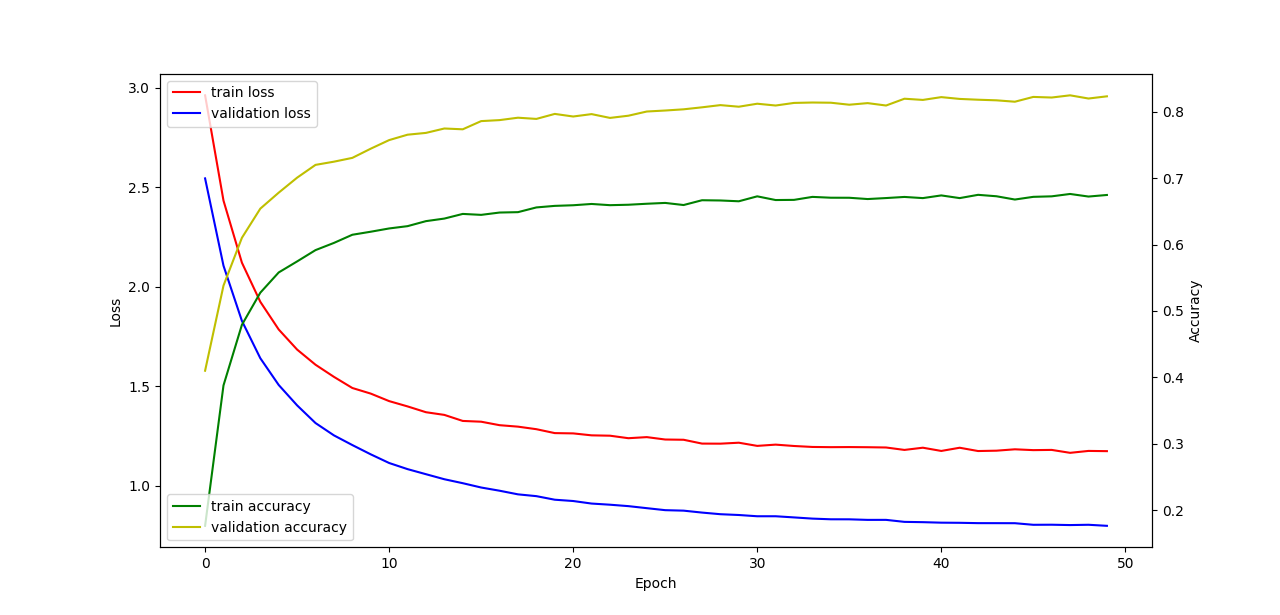 train loss
validation loss
train accuracy
validation accuracy
3.0
2.5
2.0
1.5
1.0
Loss
0.8
0.7
0.6
0.5
0.4
0.3
0.2
Accuracy
0 10 20 30 40 50
Epoch